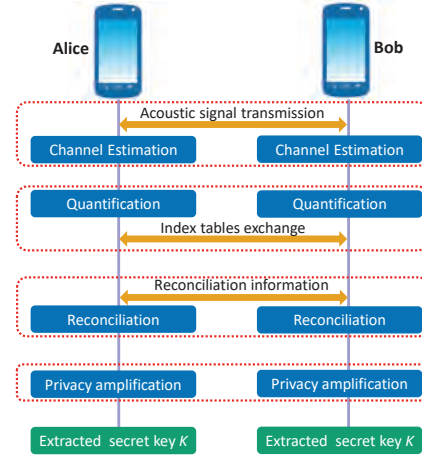 Alice Bob
Acoustic signal transmission
Channel Estimation Channel Estimation
Quantification Quantification
Index tables exchange
Reconciliation information
Reconciliation Reconciliation
Privacy amplification Privacy amplification
Extracted secret key K Extracted secret key K